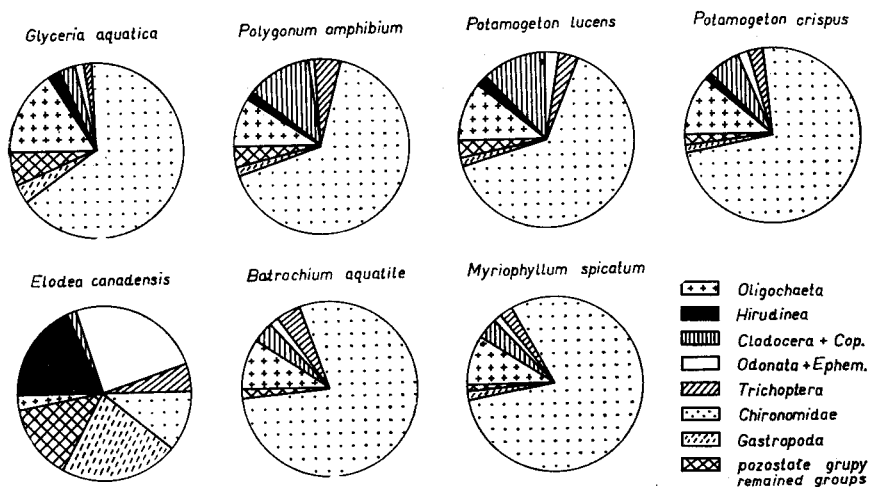 Glyceria aquatica
Polygonum amphibium
Potamogeton lucens
Potamogeton crispus
Elodea canadensis
Batrachium aquatile
Myriophyllum spicatum
Oligochaeta
Hirudinea
Cladocera + Cop.
Odonata + Ephem.
Trichoptera
Chironomidae
Gastropoda
pozostałe grupy
remained groups